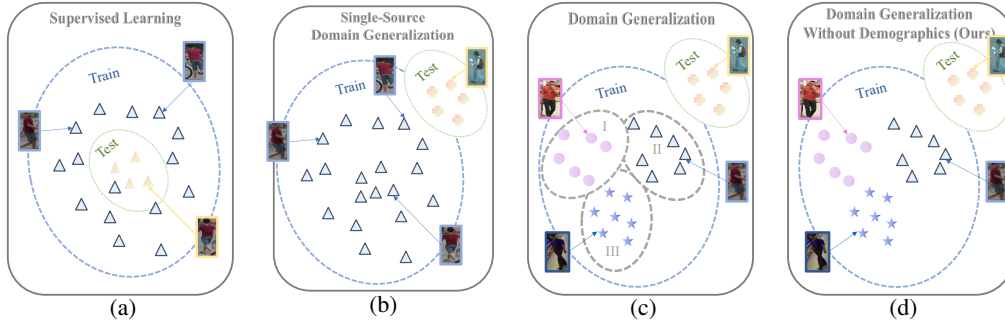 Supervised Learning
Train
Test
(a)
Single-Source
Domain Generalization
Test
Train
(b)
Domain Generalization
Test
Train
I
II
III
(c)
Domain Generalization
Without Demographics (Ours)
Test
Train
(d)